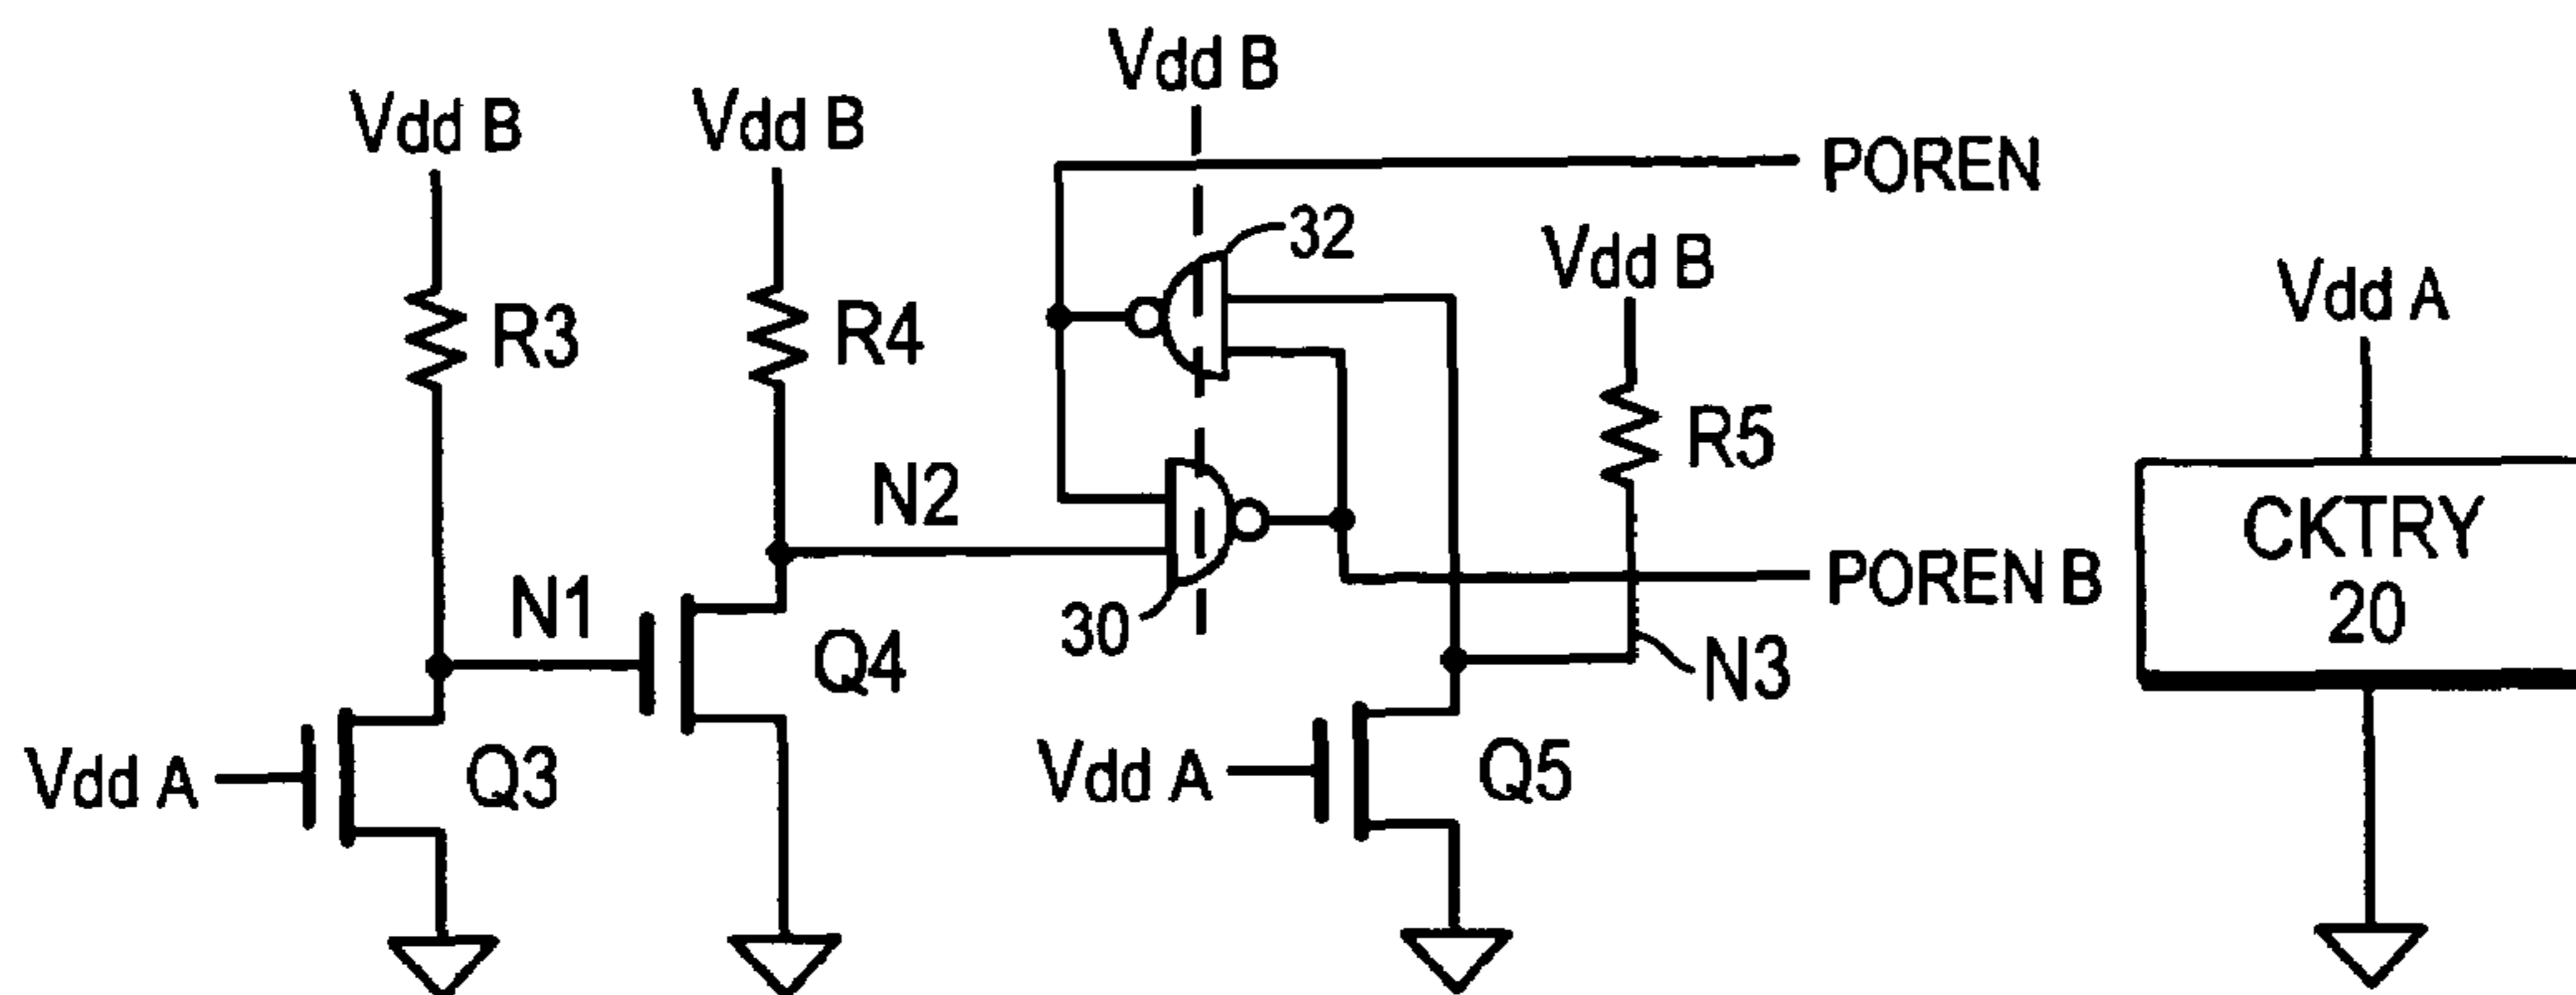 Vdd B
Vdd B
Vdd B
POREN
32
Vdd B
Vdd A
R3
R4
R5
N2
CKTRY
20
N1
30
POREN B
Q4
N3
Vdd A
Q3
Vdd A
Q5